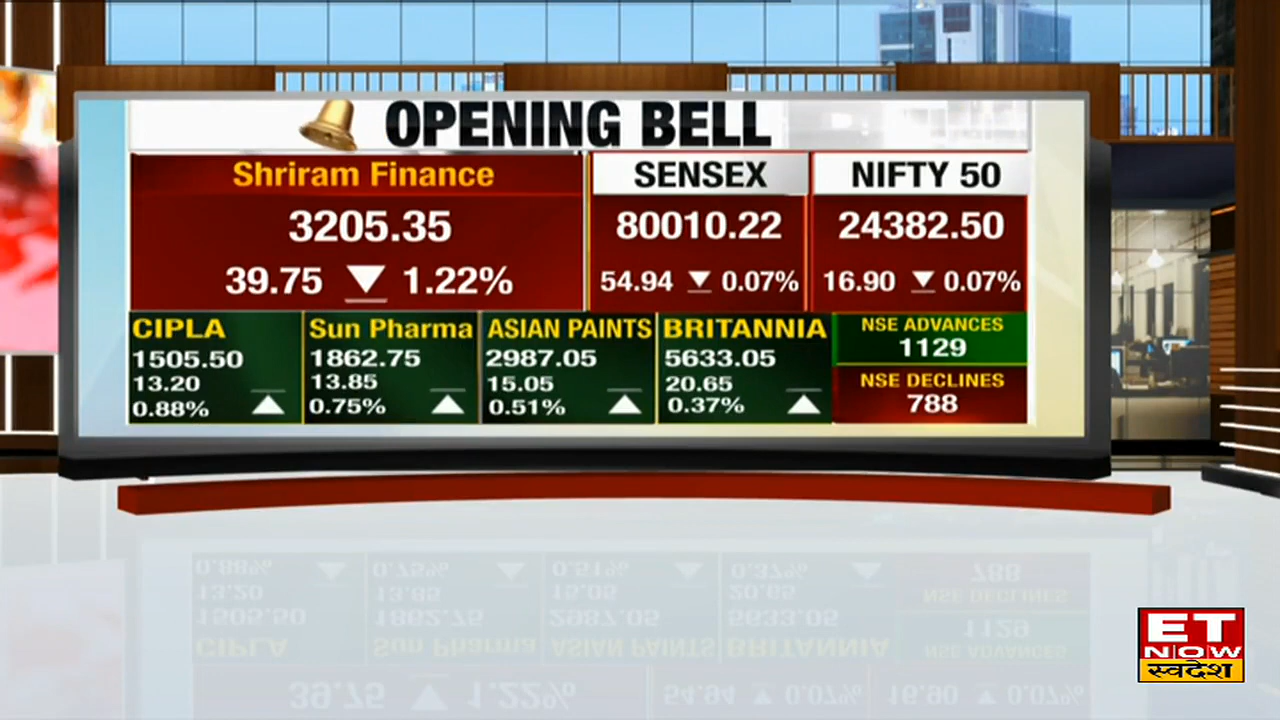 OPENING BELL
Shriram Finance
3205.35
39.75 ▼ 1.22%
SENSEX
80010.22
54.94 ▼ 0.07%
NIFTY 50
24382.50
16.90 ▼ 0.07%
CIPLA
1505.50
13.20
0.88% ▲
Sun Pharma
1862.75
13.85
0.75% ▲
ASIAN PAINTS
2987.05
15.05
0.51% ▲
BRITANNIA
5633.05
20.65
0.37% ▲
NSE ADVANCES
1129
NSE DECLINES
788
ET
NOW
स्वदेश